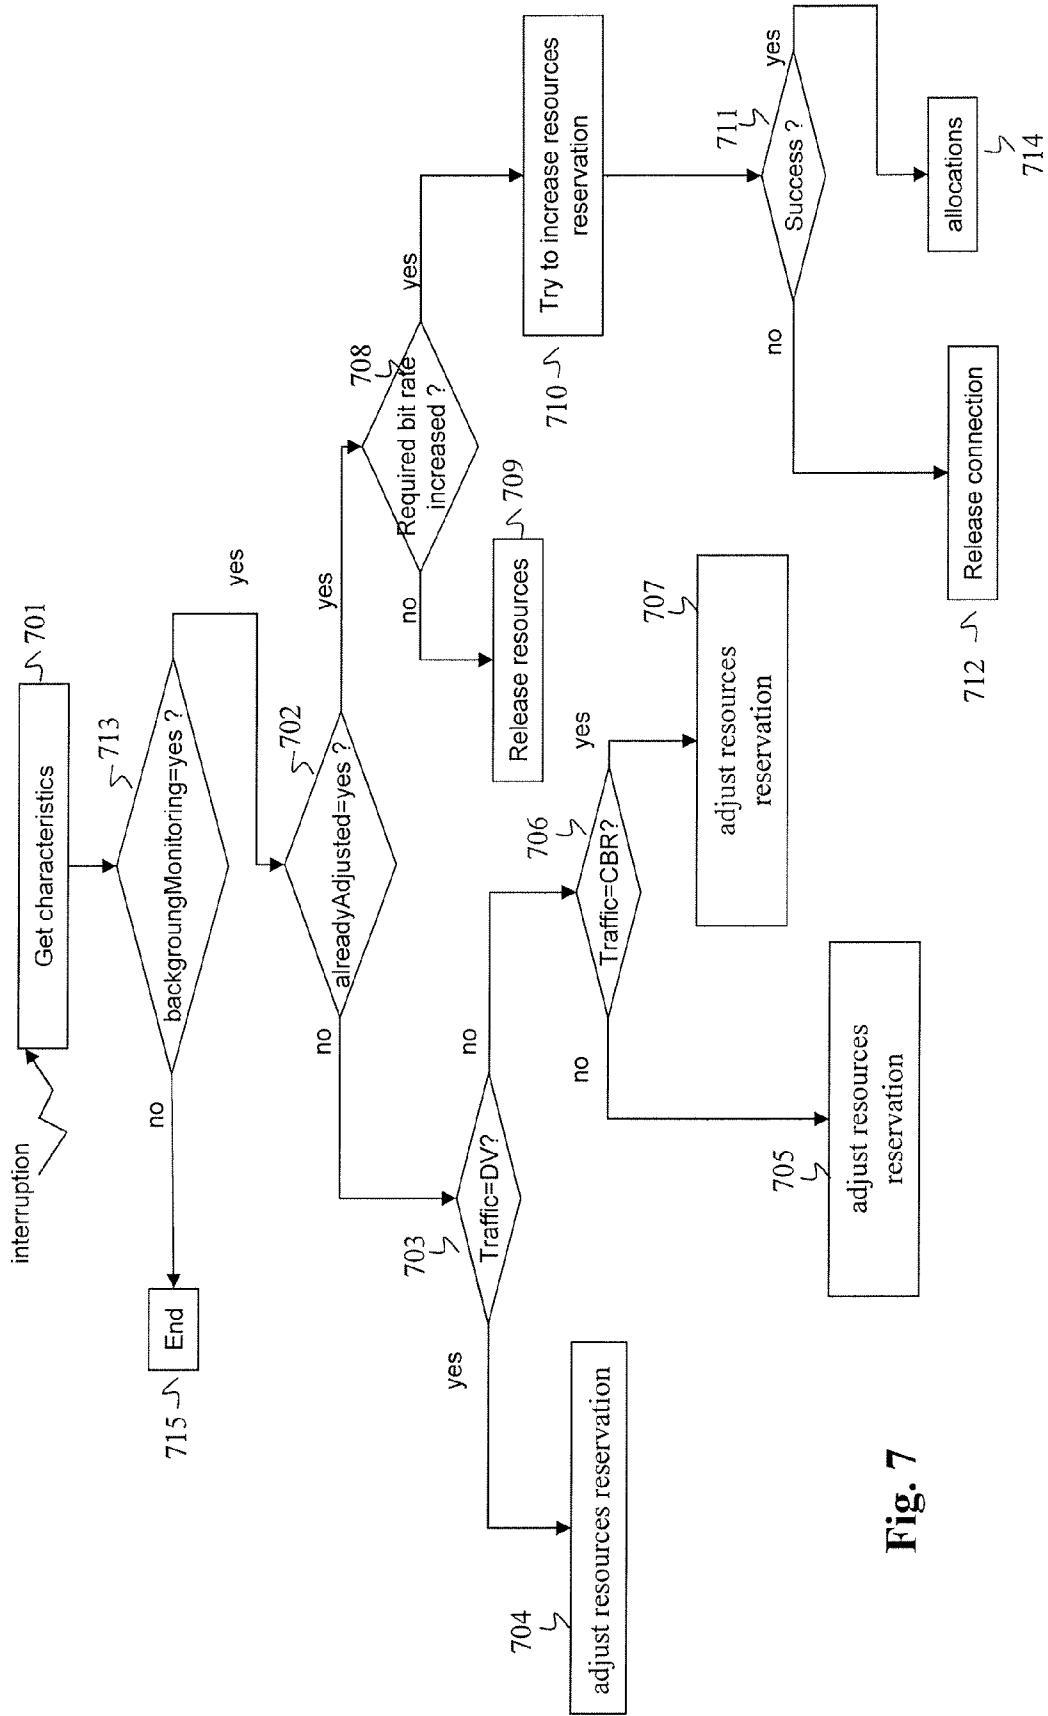 interruption
Get characteristics
701
backgroungMonitoring=yes ?
713
no
yes
End
715
alreadyAdjusted=yes ?
702
no
yes
Traffic=DV?
703
yes
no
Required bit rate
increased ?
708
no
yes
adjust resources reservation
704
Traffic=CBR?
706
no
yes
Release resources
709
Try to increase resources
reservation
710
adjust resources
reservation
705
adjust resources
reservation
707
Success ?
711
no
yes
Release connection
712
allocations
714
Fig. 7